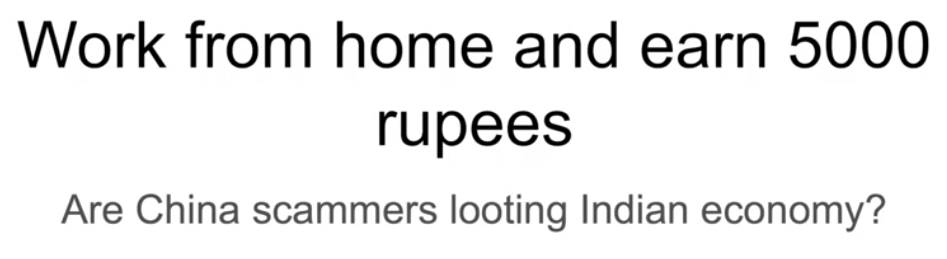 Work from home and earn 5000
rupees
Are China scammers looting Indian economy?